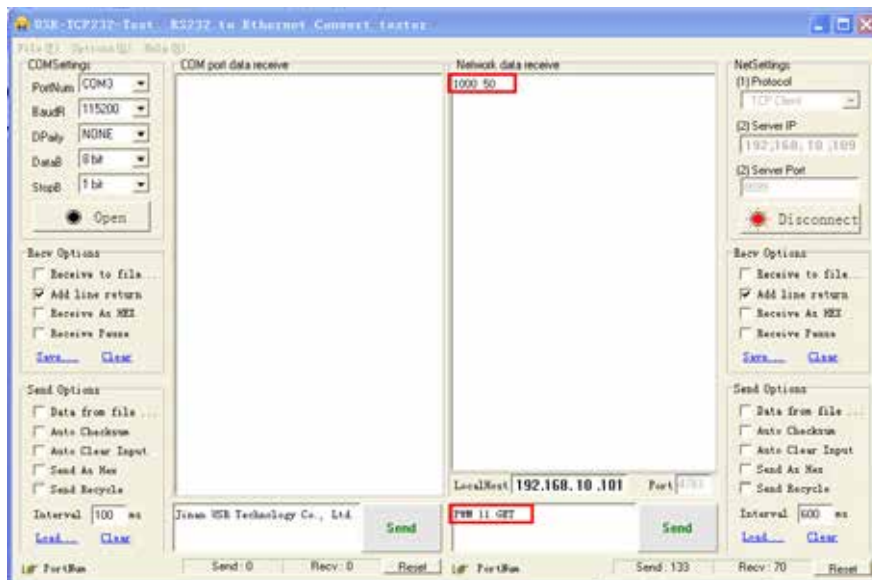 USR-TCP232-Test RS232 to Ethernet Convert tester
File(F) Options(O) Help(H)
COMSettings
PortNum COM3
BaudR 115200
DParity NONE
DataB 8 bit
StopB 1 bit
Open
Recv Options
Receive to file...
Add line return
Receive As HEX
Receive Pause
Save... Clear
Send Options
Data from file ...
Auto Checksum
Auto Clear Input
Send As Hex
Send Recycle
Interval 100 ms
Load... Clear
COM port data receive
Jinan USR Technology Co., Ltd.
Send
Network data receive
1000 50
LocalHost 192.168.10.101 Port
PWM 11 GET
Send
NetSettings
(1) Protocol
TCP Client
(2) Server IP
192.168.10.109
(2) Server Port
Disconnect
Recv Options
Receive to file...
Add line return
Receive As HEX
Receive Pause
Save... Clear
Send Options
Data from file ...
Auto Checksum
Auto Clear Input
Send As Hex
Send Recycle
Interval 600 ms
Load... Clear
PortNum Send:0 Recv:0 Reset
PortNum Send:133 Recv:70 Reset